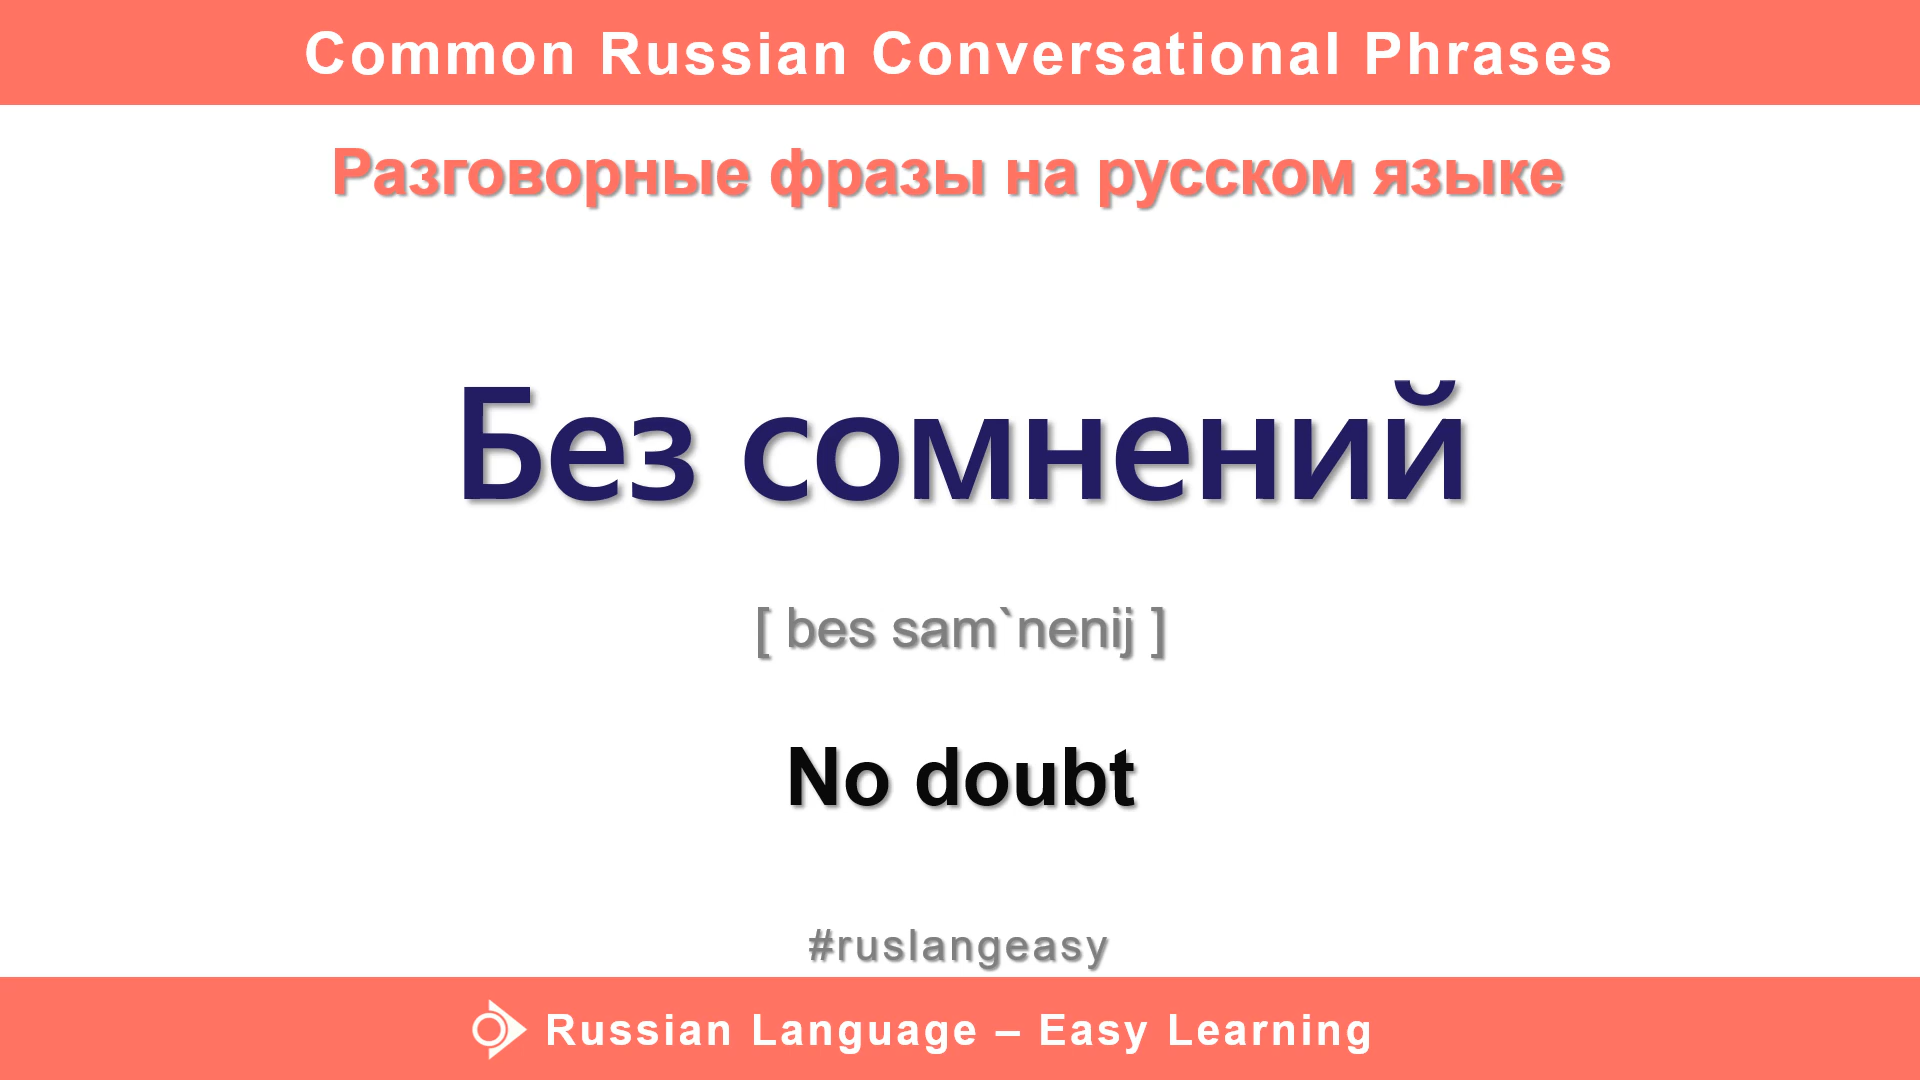 Common Russian Conversational Phrases
Разговорные фразы на русском языке
Без сомнений
[ bes sam`nenij ]
No doubt
#ruslangeasy
Russian Language – Easy Learning